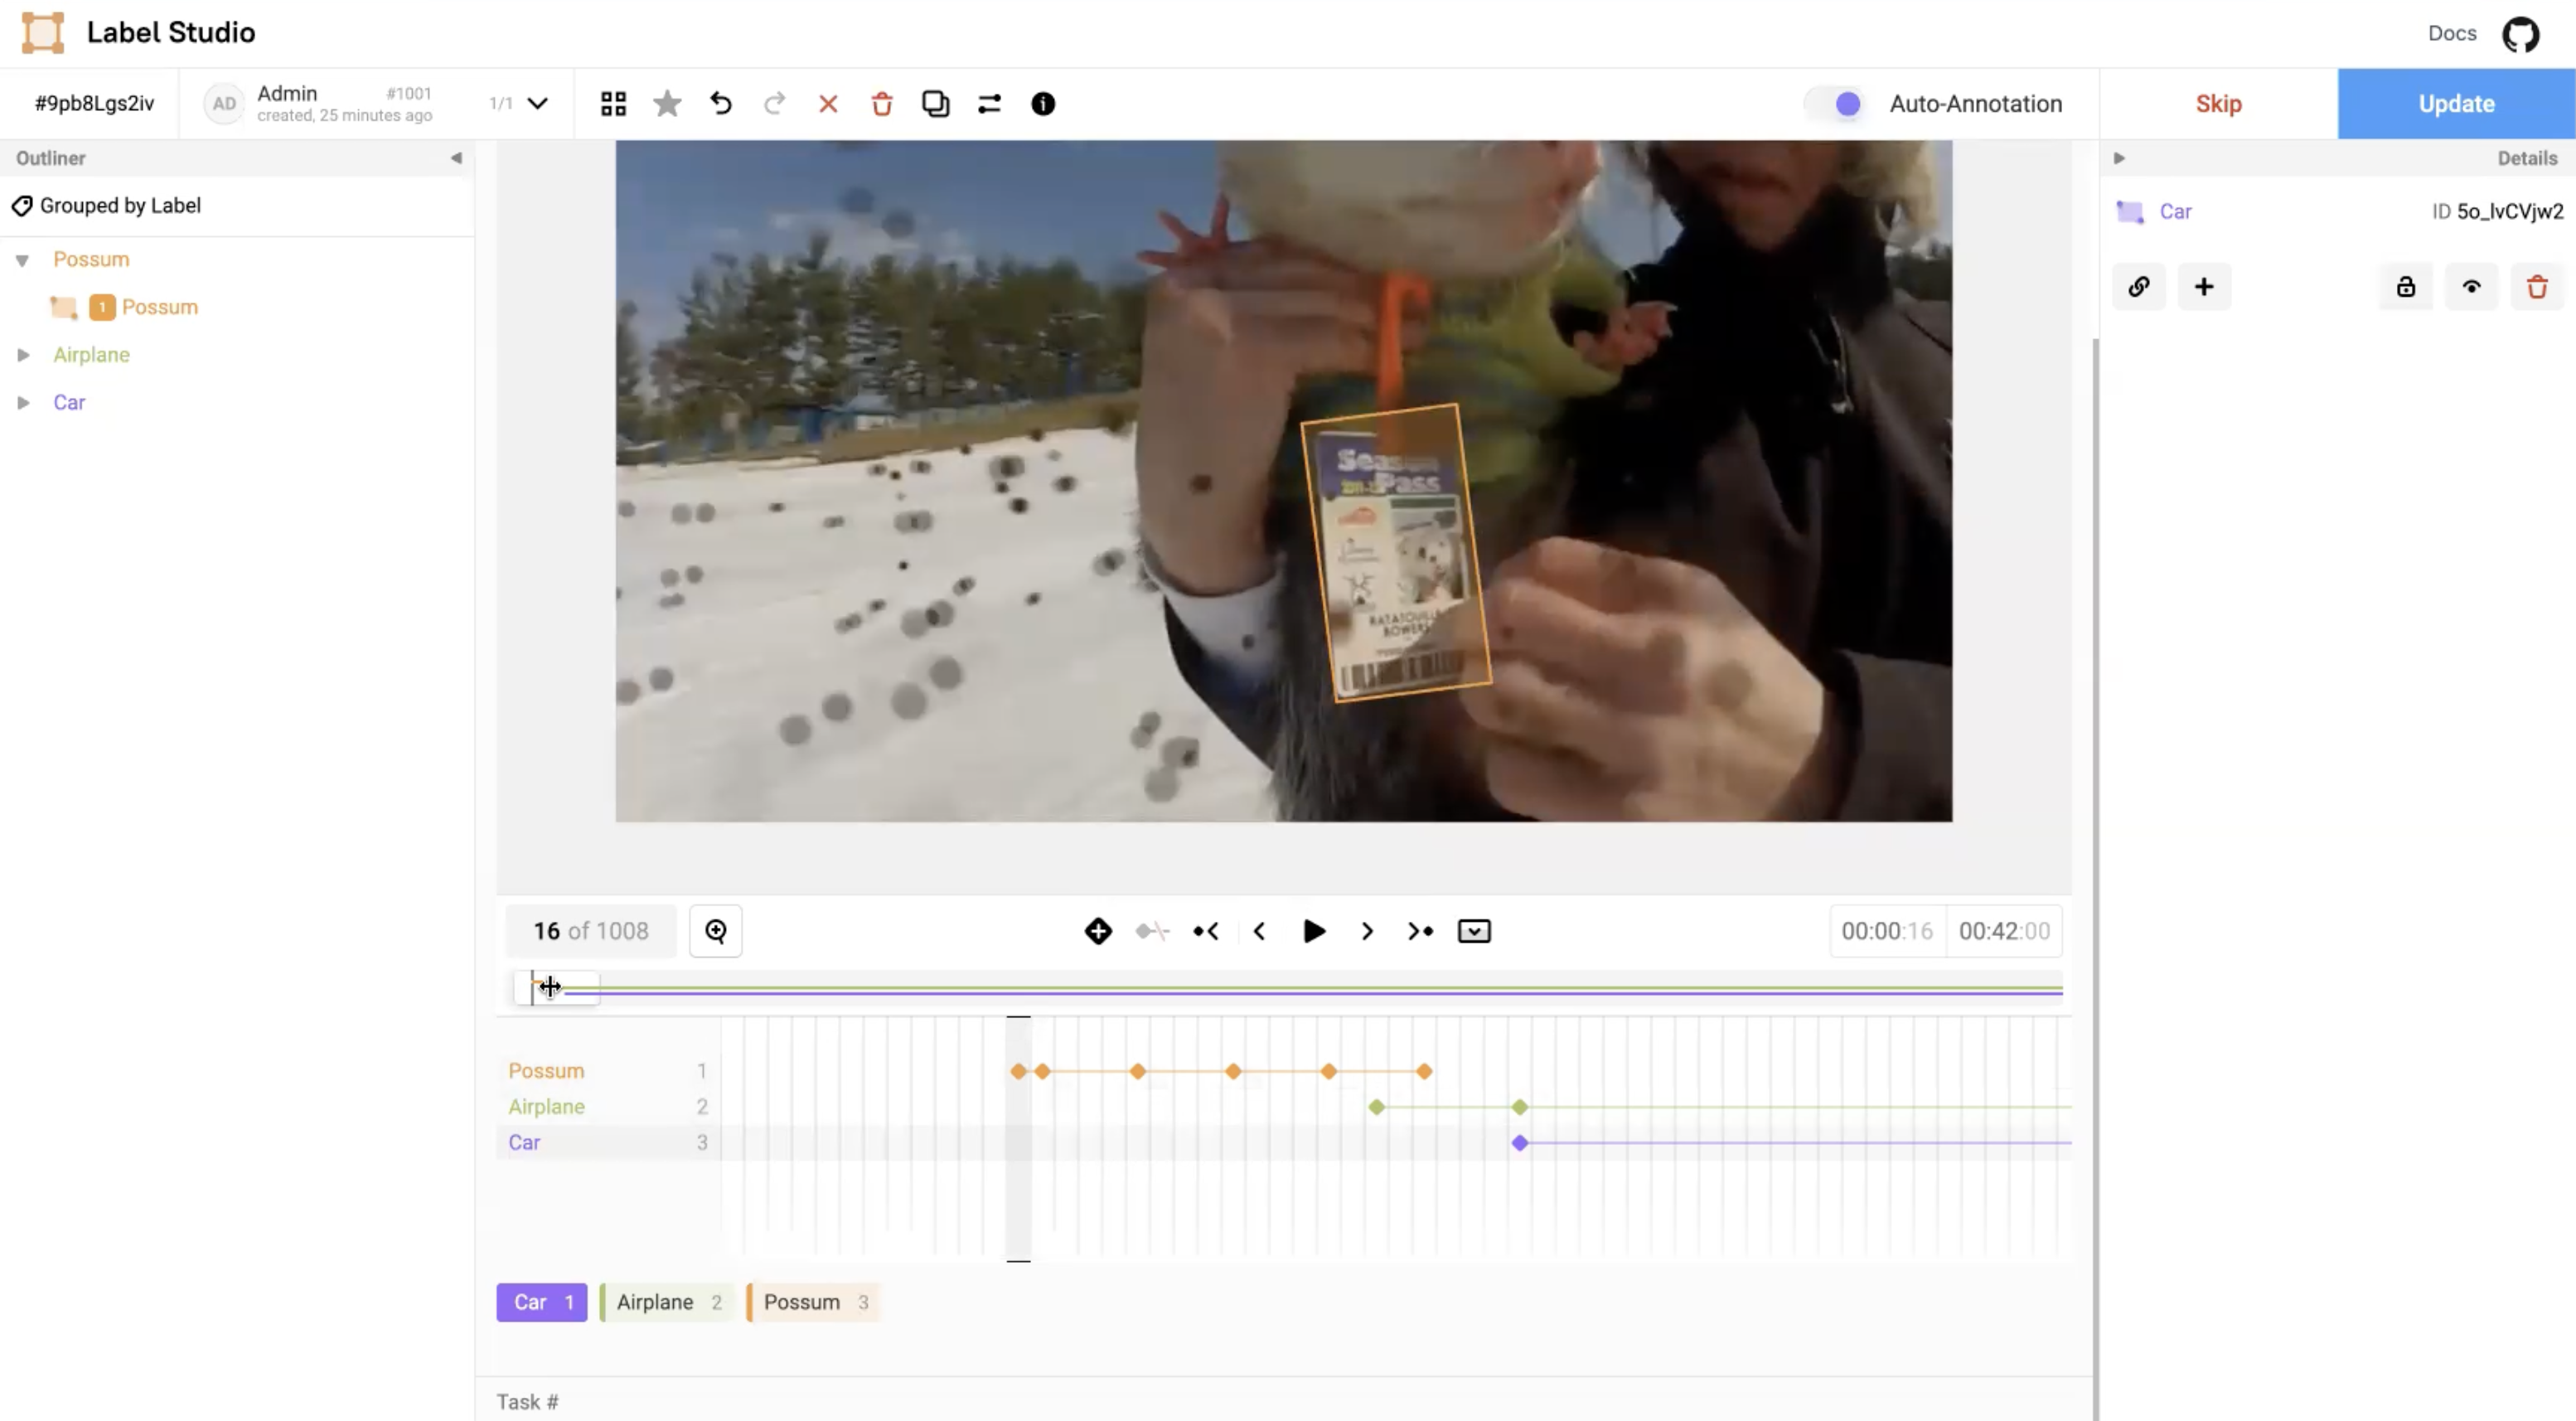 Label Studio
Docs
#9pb8Lgs2iv
AD
Admin
#1001
created, 25 minutes ago
1/1
Auto-Annotation
Skip
Update
Outliner
Details
Grouped by Label
Car
ID 5o_lvCVjw2
Possum
1 Possum
Airplane
Car
Season
Pass
RATATOUILLE
BOWERS
16 of 1008
00:00:16
00:42:00
Possum 1
Airplane 2
Car 3
Car 1
Airplane 2
Possum 3
Task #